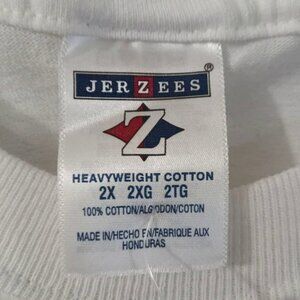 JERZEES®
Z
HEAVYWEIGHT COTTON
2X 2XG 2TG
100% COTTON/ALGODON/COTON
MADE IN/HECHO EN/FABRIQUE AUX
HONDURAS